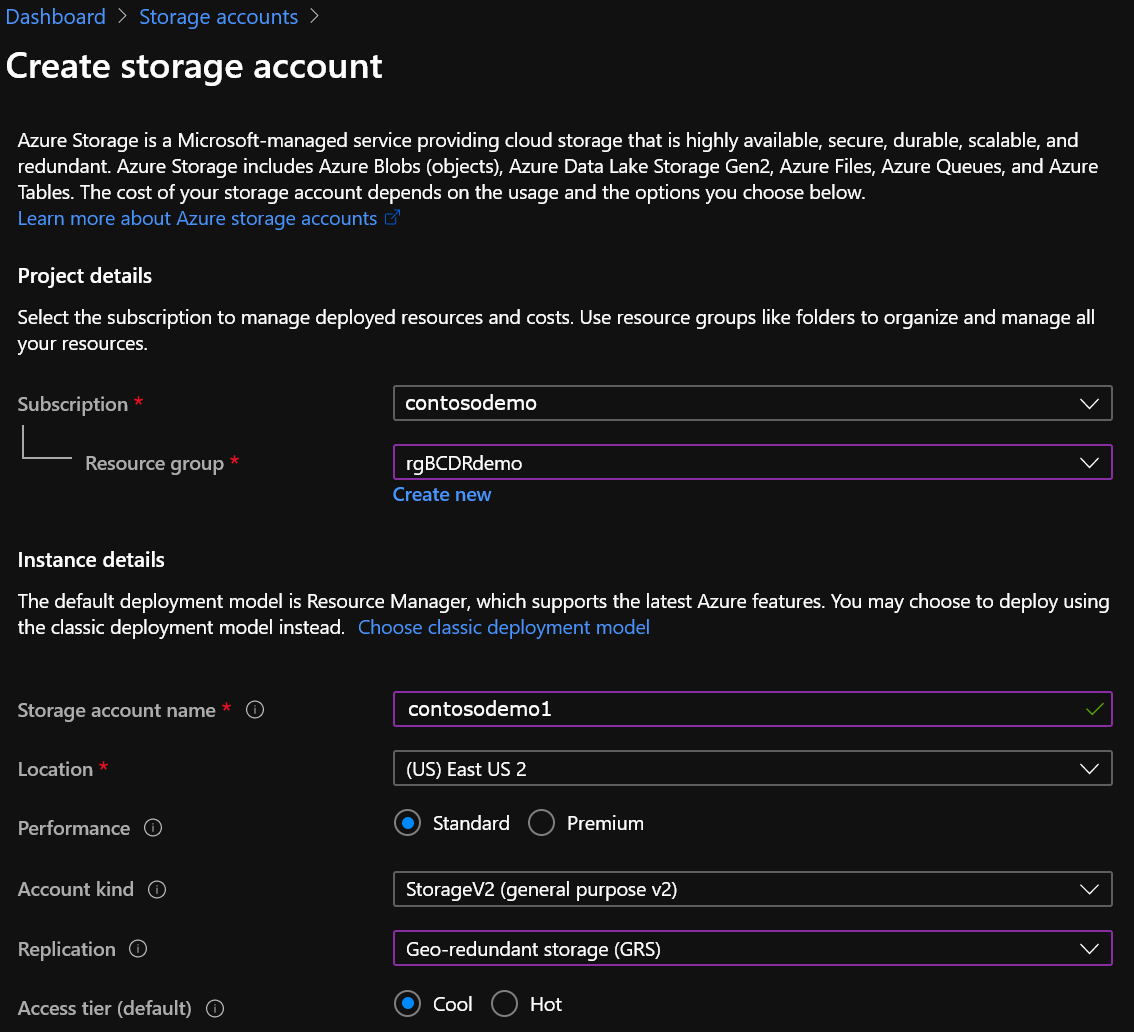 Dashboard > Storage accounts >
Create storage account
Azure Storage is a Microsoft-managed service providing cloud storage that is highly available, secure, durable, scalable, and
redundant. Azure Storage includes Azure Blobs (objects), Azure Data Lake Storage Gen2, Azure Files, Azure Queues, and Azure
Tables. The cost of your storage account depends on the usage and the options you choose below.
Learn more about Azure storage accounts
Project details
Select the subscription to manage deployed resources and costs. Use resource groups like folders to organize and manage all
your resources.
Subscription * contosodemo
Resource group * rgBCDRdemo
Create new
Instance details
The default deployment model is Resource Manager, which supports the latest Azure features. You may choose to deploy using
the classic deployment model instead. Choose classic deployment model
Storage account name * contosodemo1
Location * (US) East US 2
Performance Standard Premium
Account kind StorageV2 (general purpose v2)
Replication Geo-redundant storage (GRS)
Access tier (default) Cool Hot